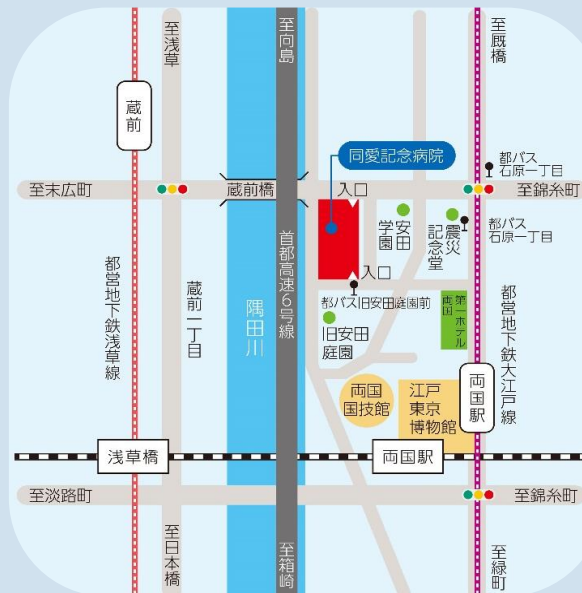 至浅草
至向島
至厩橋
蔵前
同愛記念病院
都バス
石原一丁目
至末広町
蔵前橋
入口
至錦糸町
安田
学園
震災
記念堂
都バス
石原一丁目
入口
都営地下鉄浅草線
蔵前一丁目
隅田川
首都高速6号線
都バス旧安田庭園前
旧安田
庭園
第一ホテル
両国
都営地下鉄大江戸線
両国
国技館
江戸
東京
博物館
両国駅
浅草橋
両国駅
至淡路町
至錦糸町
至日本橋
至箱崎
至緑町